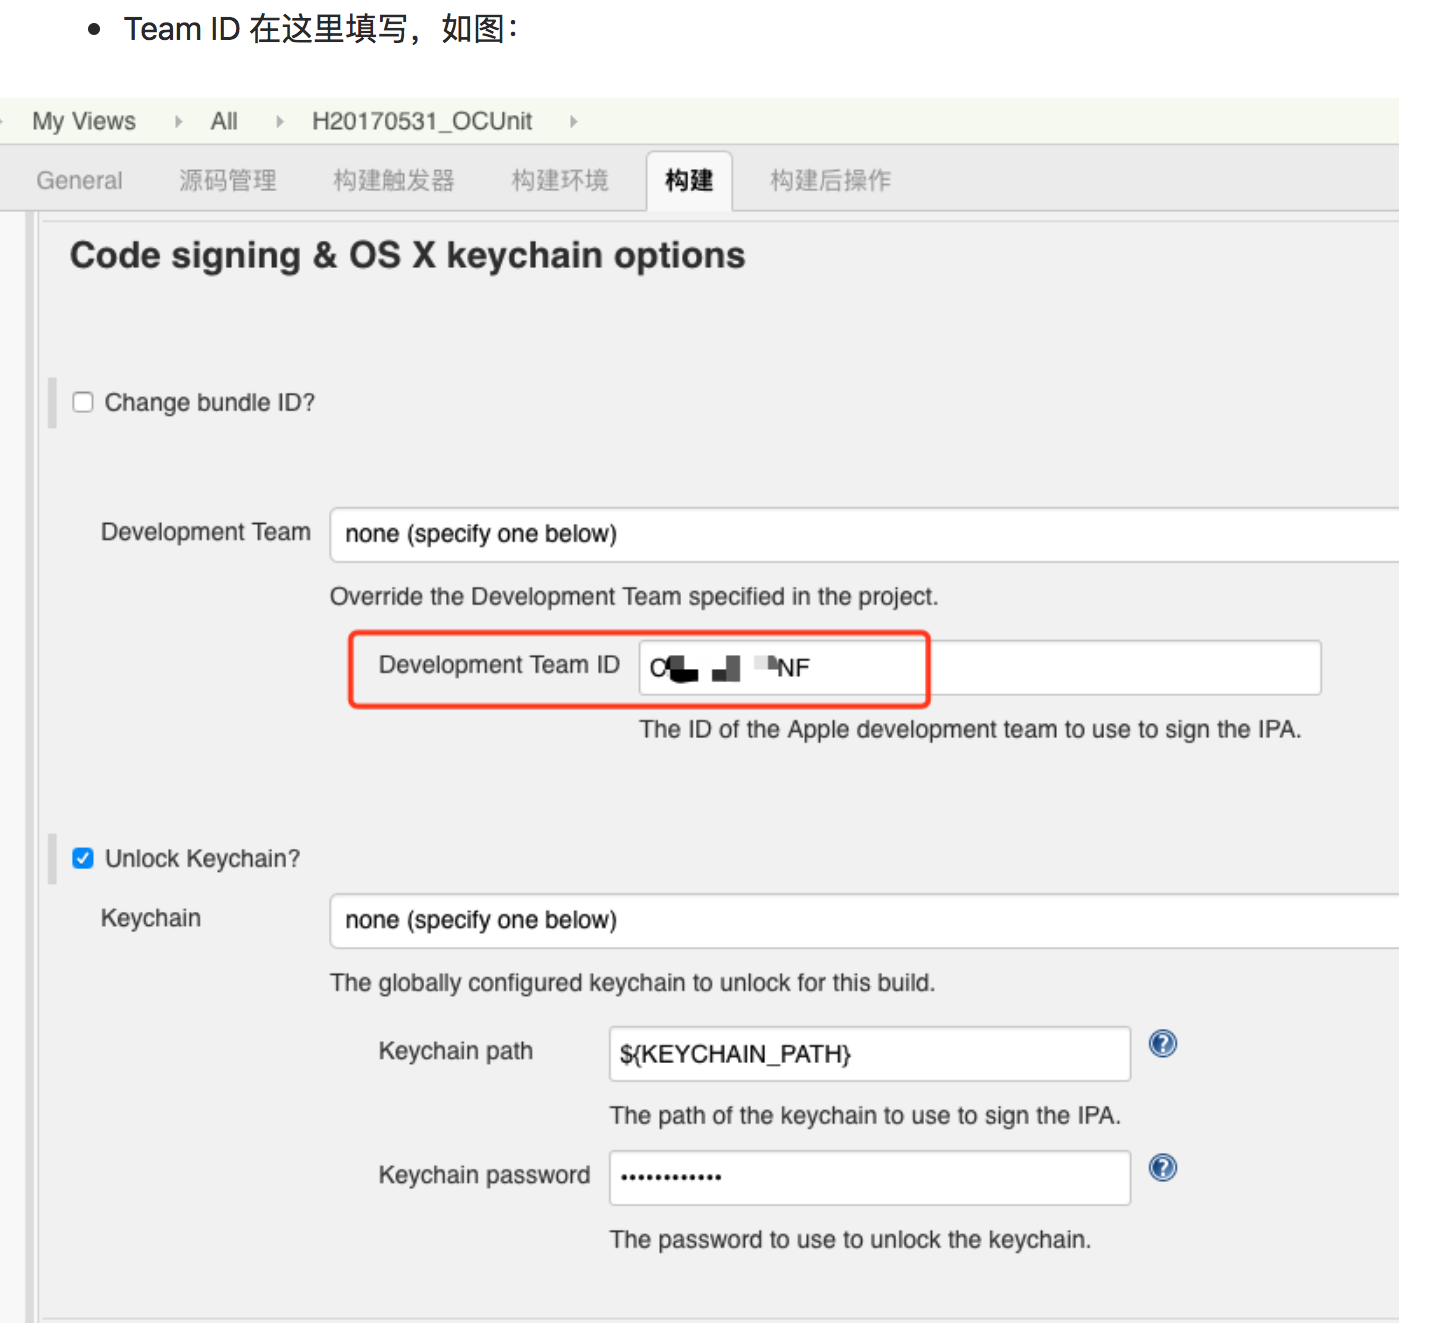 Team ID 在这里填写，如图：
My Views All H20170531_OCUnit
General 源码管理 构建触发器 构建环境 构建 构建后操作
Code signing & OS X keychain options
Change bundle ID?
Development Team none (specify one below)
Override the Development Team specified in the project.
Development Team ID NF
The ID of the Apple development team to use to sign the IPA.
Unlock Keychain?
Keychain none (specify one below)
The globally configured keychain to unlock for this build.
Keychain path ${KEYCHAIN_PATH}
The path of the keychain to use to sign the IPA.
Keychain password ••••••••••••
The password to use to unlock the keychain.